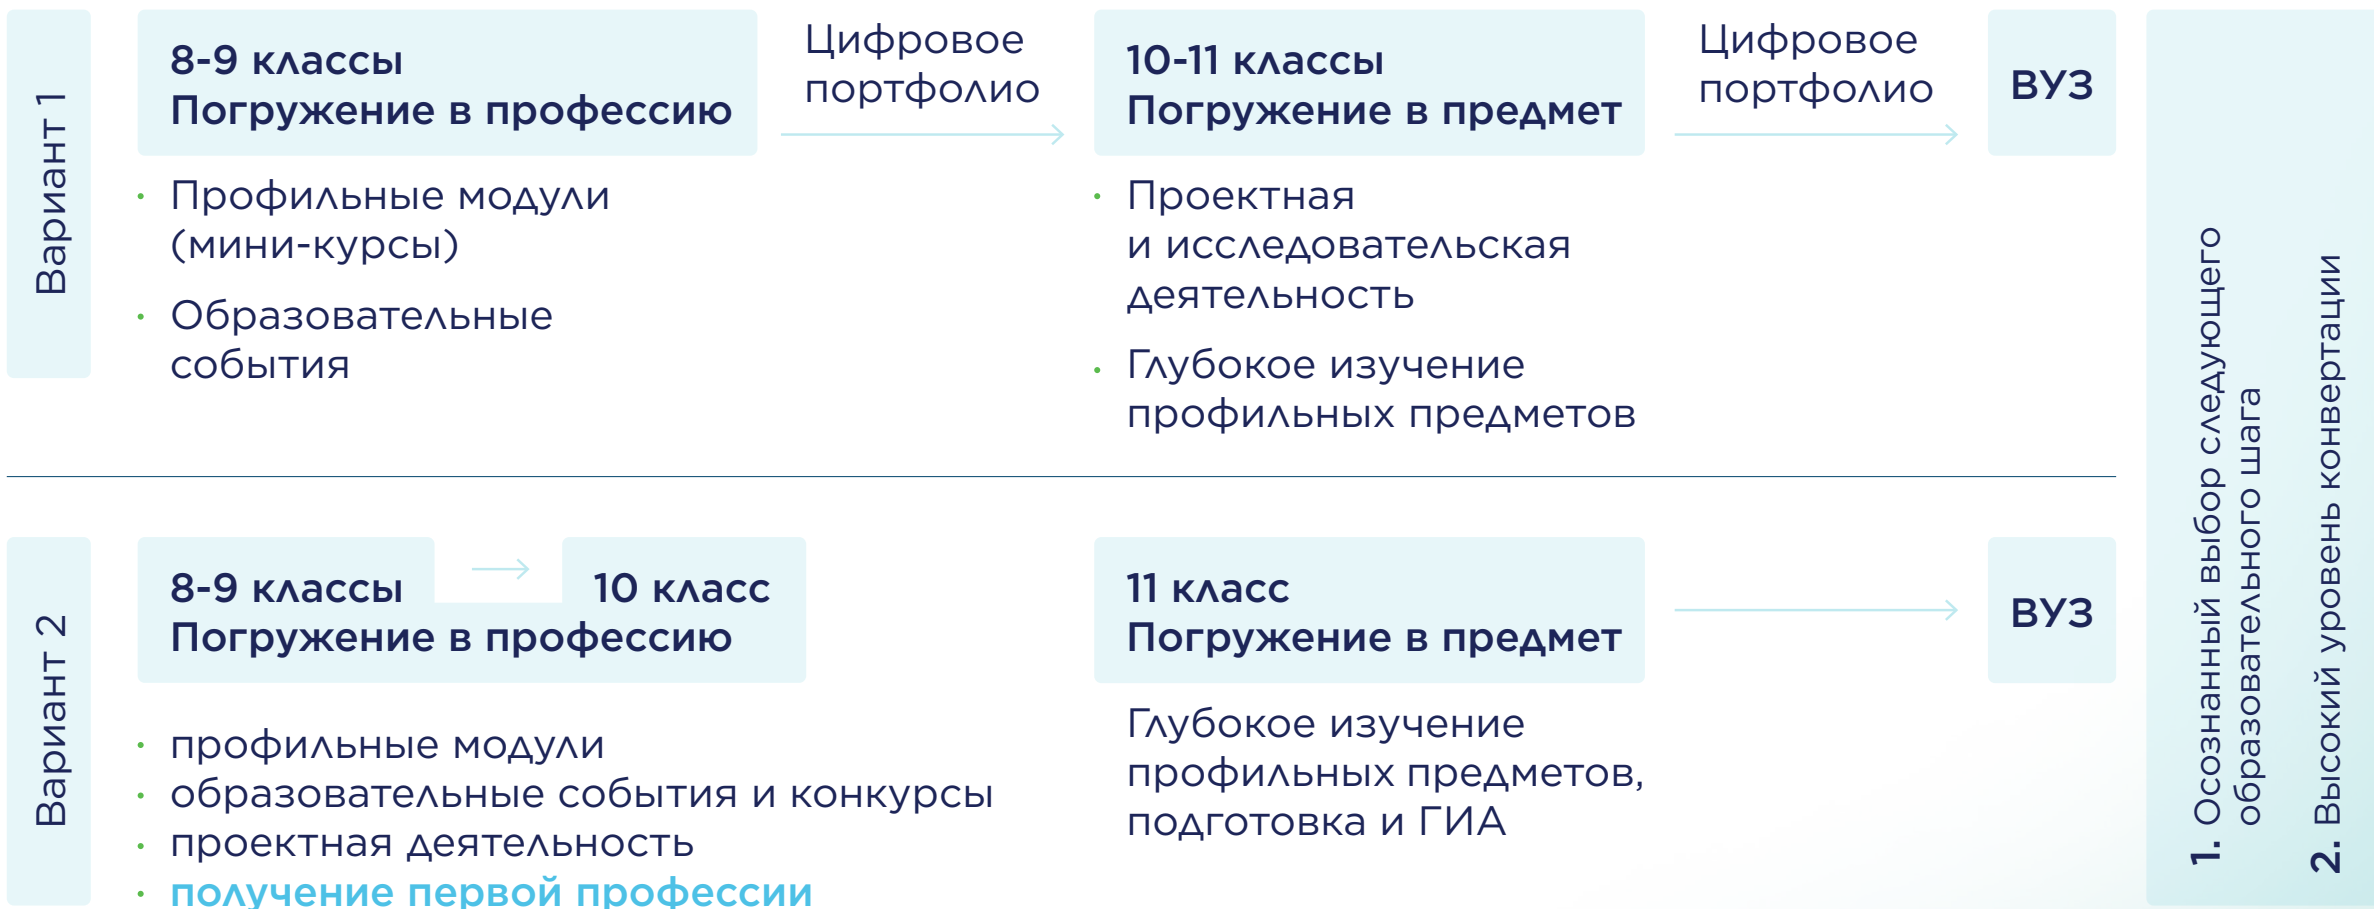 Вариант 1
8-9 классы
Погружение в профессию
Цифровое
портфолио
10-11 классы
Погружение в предмет
Цифровое
портфолио
ВУЗ
Профильные модули
(мини-курсы)
Образовательные
события
Проектная
и исследовательская
деятельность
Глубокое изучение
профильных предметов
Вариант 2
8-9 классы
10 класс
Погружение в профессию
11 класс
Погружение в предмет
ВУЗ
профильные модули
образовательные события и конкурсы
проектная деятельность
получение первой профессии
Глубокое изучение
профильных предметов,
подготовка и ГИА
1. Осознанный выбор следующего
образовательного шага
2. Высокий уровень конвертации